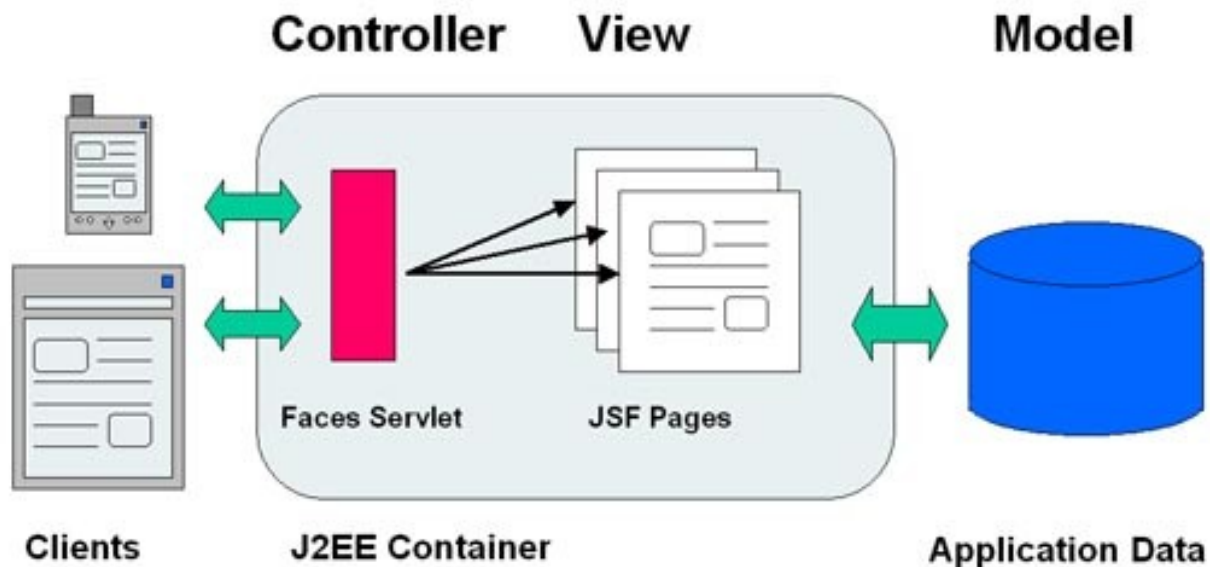 Controller View Model
Faces Servlet JSF Pages
Clients J2EE Container Application Data